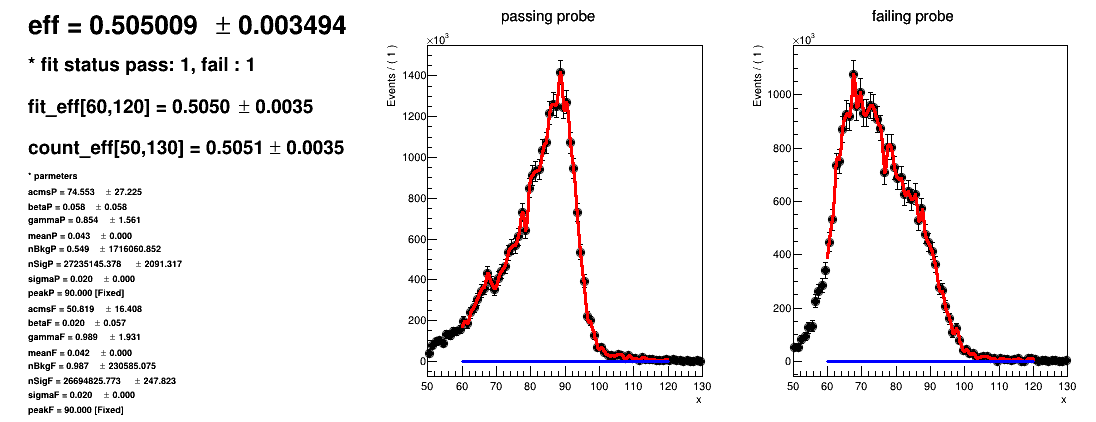 eff = 0.505009 ± 0.003494
* fit status pass: 1, fail : 1
fit_eff[60,120] = 0.5050 ± 0.0035
count_eff[50,130] = 0.5051 ± 0.0035
* parmeters
acmsP = 74.553 ± 27.225
betaP = 0.058 ± 0.058
gammaP = 0.854 ± 1.561
meanP = 0.043 ± 0.000
nBkgP = 0.549 ± 1716060.852
nSigP = 27235145.378 ± 2091.317
sigmaP = 0.020 ± 0.000
peakP = 90.000 [Fixed]
acmsF = 50.819 ± 16.408
betaF = 0.020 ± 0.057
gammaF = 0.989 ± 1.931
meanF = 0.042 ± 0.000
nBkgF = 0.987 ± 230585.075
nSigF = 26694825.773 ± 247.823
sigmaF = 0.020 ± 0.000
peakF = 90.000 [Fixed]
passing probe
×10³
Events / ( 1 )
1400
1200
1000
800
600
400
200
0
50 60 70 80 90 100 110 120 130
x
failing probe
×10³
Events / ( 1 )
1000
800
600
400
200
0
50 60 70 80 90 100 110 120 130
x